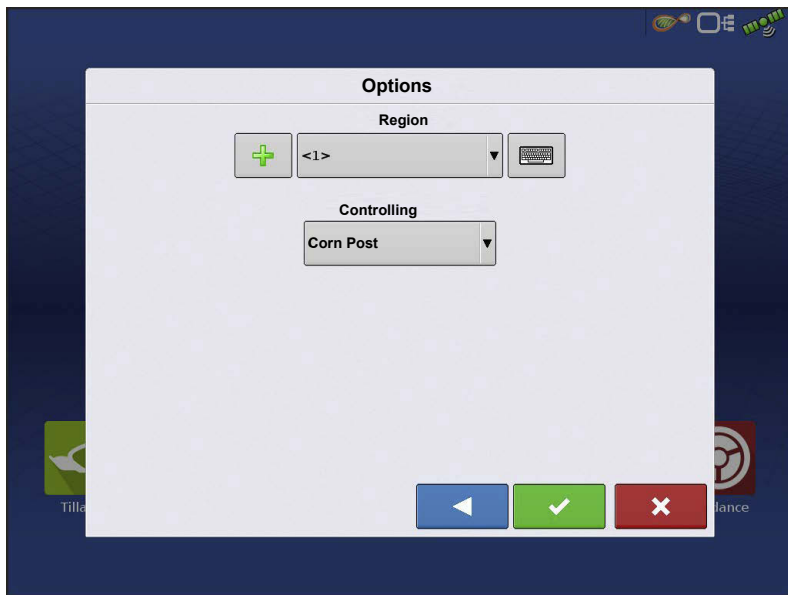 Options
Region
<1>
Controlling
Corn Post
Tilla
dance